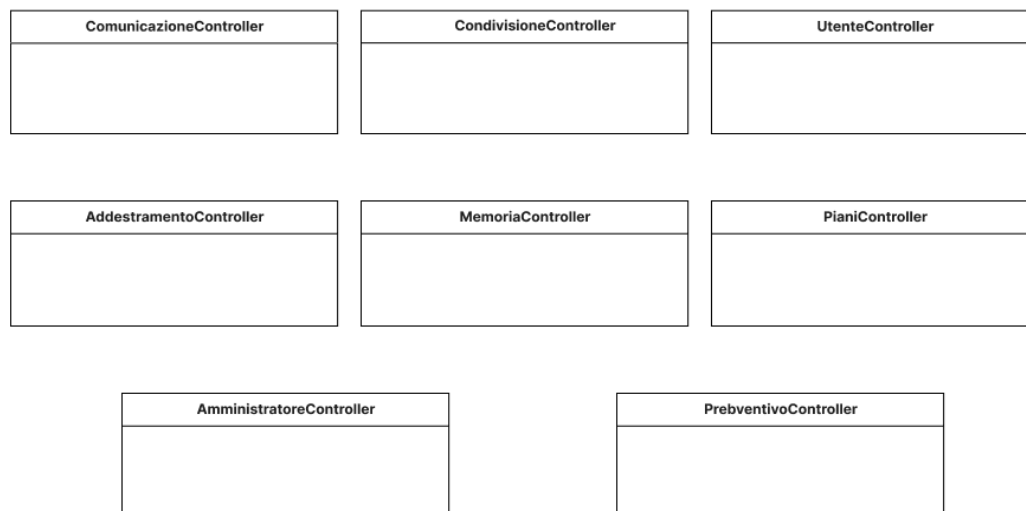 ComunicazioneController
CondivisioneController
UtenteController
AddestramentoController
MemoriaController
PianiController
AmministratoreController
PrebventivoController